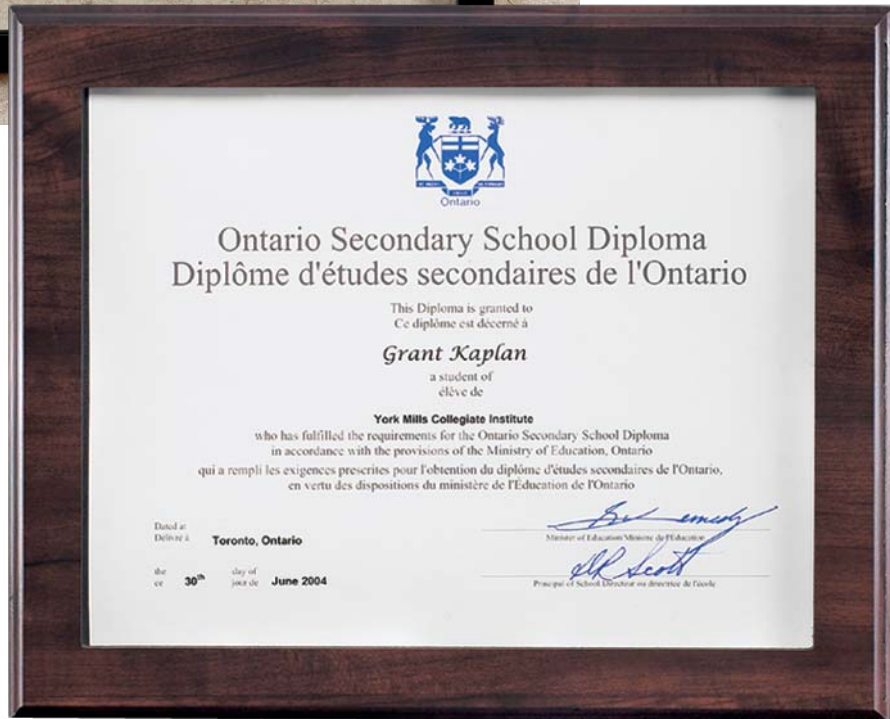 Ontario
Ontario Secondary School Diploma
Diplôme d'études secondaires de l'Ontario
This Diploma is granted to
Ce diplôme est décerné à
Grant Kaplan
a student of
élève de
York Mills Collegiate Institute
who has fulfilled the requirements for the Ontario Secondary School Diploma
in accordance with the provisions of the Ministry of Education, Ontario
qui a rempli les exigences prescrites pour l'obtention du diplôme d'études secondaires de l'Ontario,
en vertu des dispositions du ministère de l'Éducation de l'Ontario
Dated at
Délivré à Toronto, Ontario
Minister of Education/Ministre de l'Éducation
the day of
ce 30th jour de June 2004
Scott
Principal of School/Directeur ou directrice de l'école